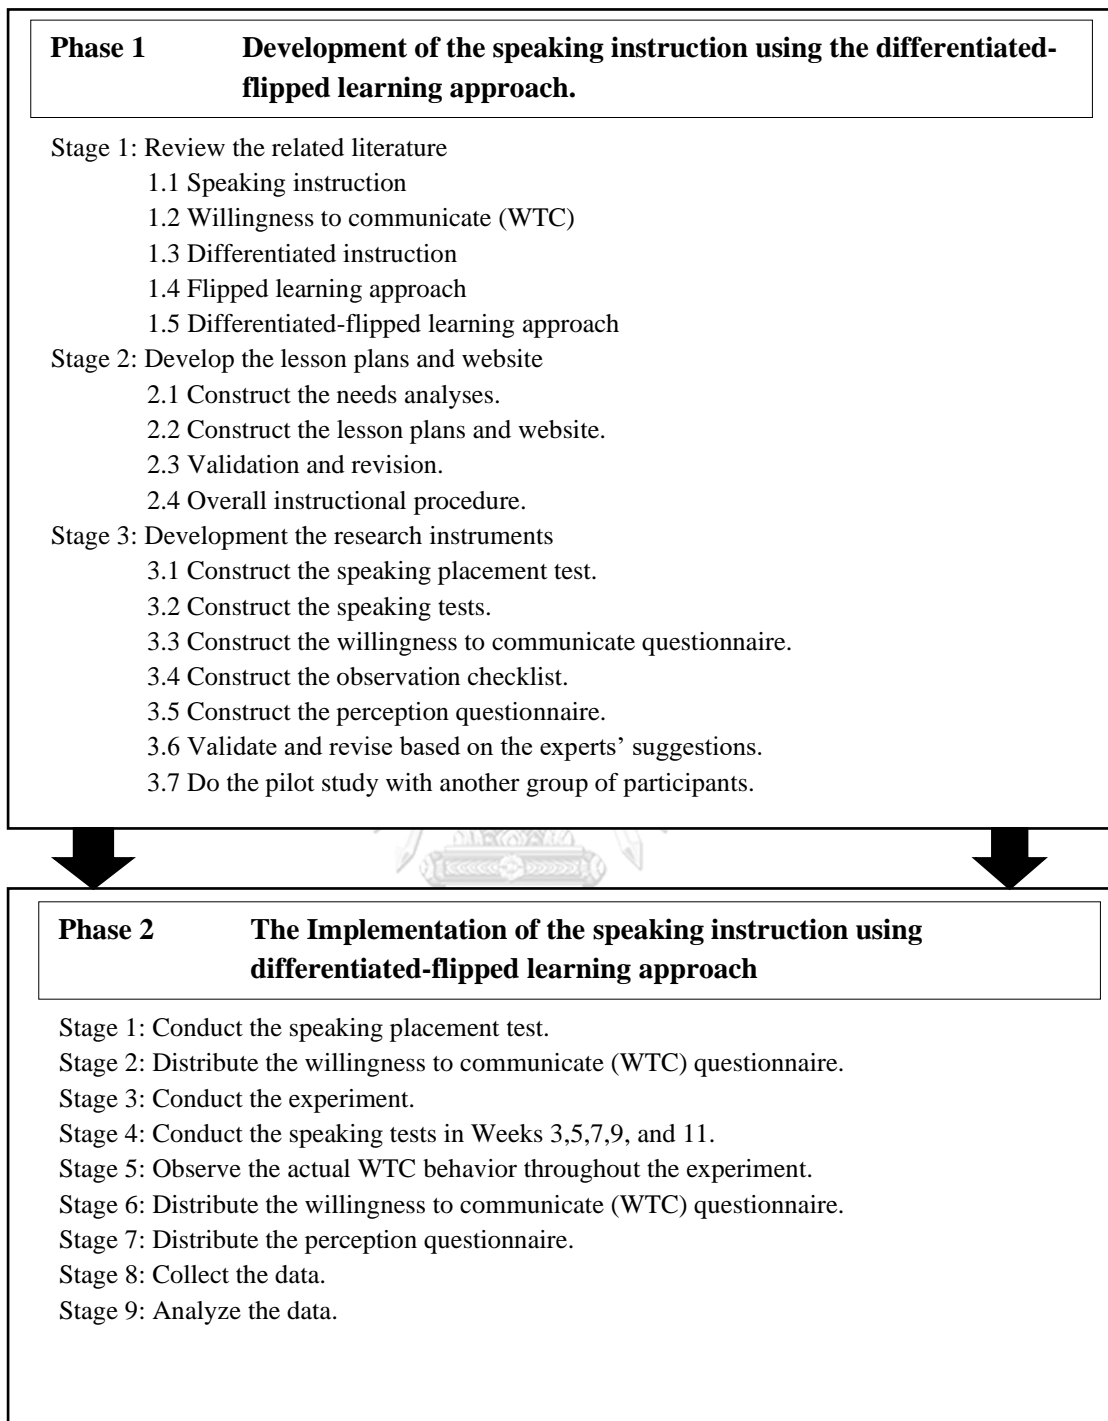 Phase 1 Development of the speaking instruction using the differentiated-
flipped learning approach.
Stage 1: Review the related literature
1.1 Speaking instruction
1.2 Willingness to communicate (WTC)
1.3 Differentiated instruction
1.4 Flipped learning approach
1.5 Differentiated-flipped learning approach
Stage 2: Develop the lesson plans and website
2.1 Construct the needs analyses.
2.2 Construct the lesson plans and website.
2.3 Validation and revision.
2.4 Overall instructional procedure.
Stage 3: Development the research instruments
3.1 Construct the speaking placement test.
3.2 Construct the speaking tests.
3.3 Construct the willingness to communicate questionnaire.
3.4 Construct the observation checklist.
3.5 Construct the perception questionnaire.
3.6 Validate and revise based on the experts’ suggestions.
3.7 Do the pilot study with another group of participants.
Phase 2 The Implementation of the speaking instruction using
differentiated-flipped learning approach
Stage 1: Conduct the speaking placement test.
Stage 2: Distribute the willingness to communicate (WTC) questionnaire.
Stage 3: Conduct the experiment.
Stage 4: Conduct the speaking tests in Weeks 3,5,7,9, and 11.
Stage 5: Observe the actual WTC behavior throughout the experiment.
Stage 6: Distribute the willingness to communicate (WTC) questionnaire.
Stage 7: Distribute the perception questionnaire.
Stage 8: Collect the data.
Stage 9: Analyze the data.